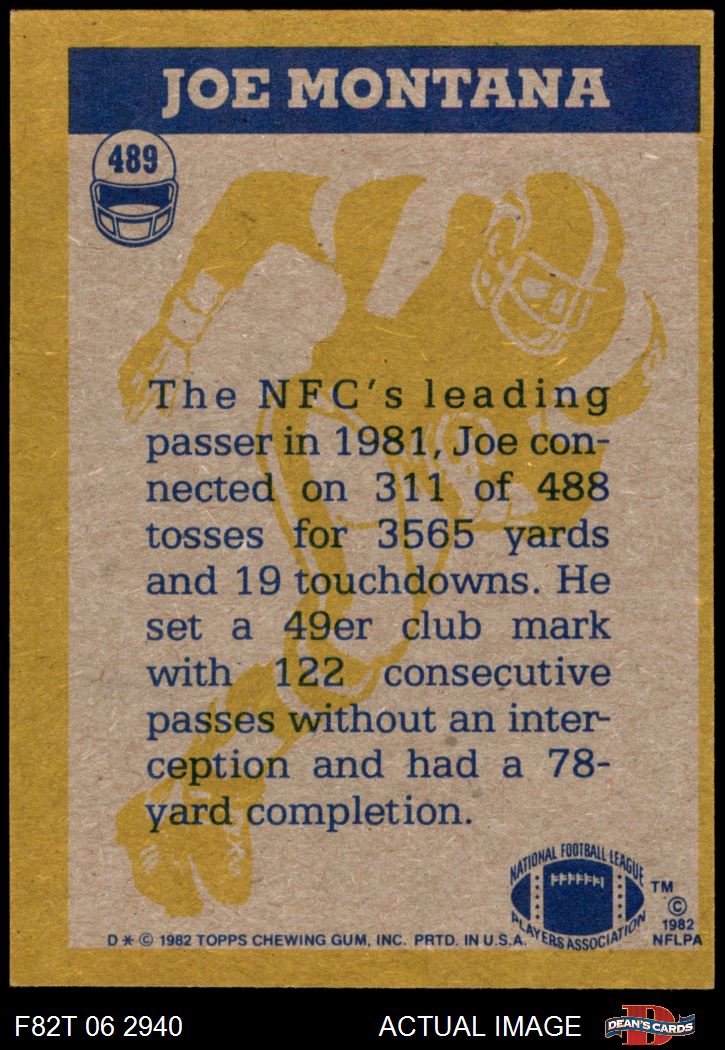 JOE MONTANA
489
The NFC's leading
passer in 1981, Joe con-
nected on 311 of 488
tosses for 3565 yards
and 19 touchdowns. He
set a 49er club mark
with 122 consecutive
passes without an inter-
ception and had a 78-
yard completion.
NATIONAL FOOTBALL LEAGUE
PLAYERS ASSOCIATION
TM
©
1982
NFLPA
D * © 1982 TOPPS CHEWING GUM, INC. PRTD. IN U.S.A.
F82T 06 2940
ACTUAL IMAGE
D
DEAN'S CARDS